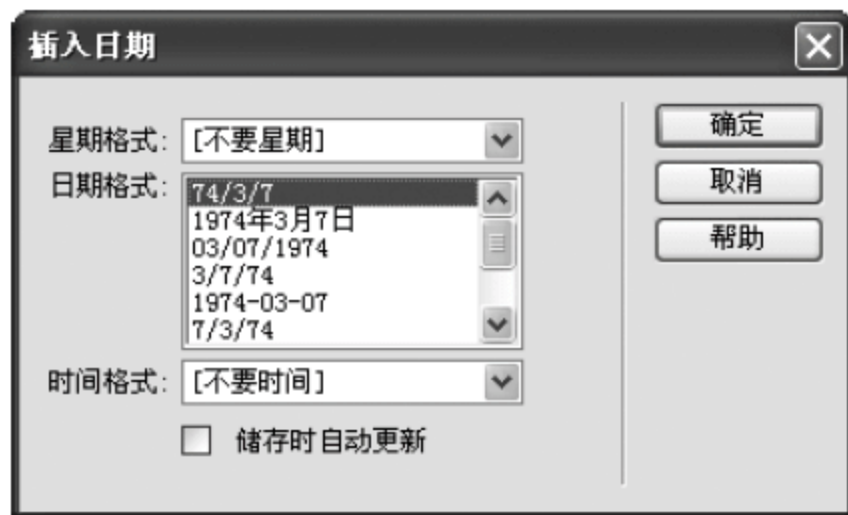 插入日期
星期格式: [不要星期]
确定
日期格式: 74/3/7
取消
1974年3月7日
03/07/1974
帮助
3/7/74
1974-03-07
7/3/74
时间格式: [不要时间]
储存时自动更新